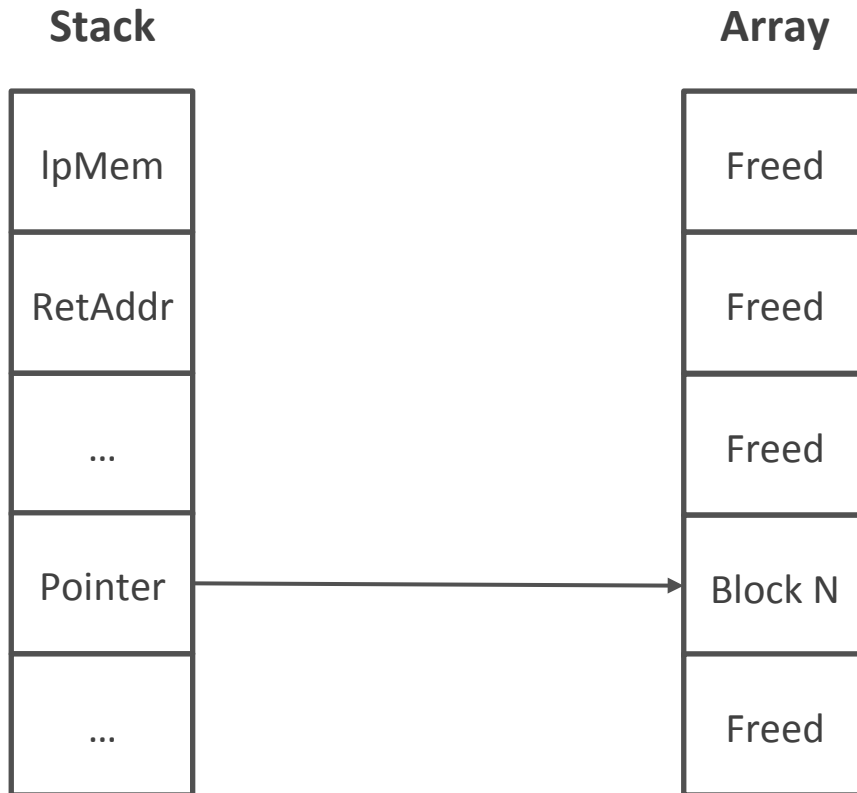 Stack
Array
lpMem
Freed
RetAddr
Freed
...
Freed
Pointer
Block N
...
Freed